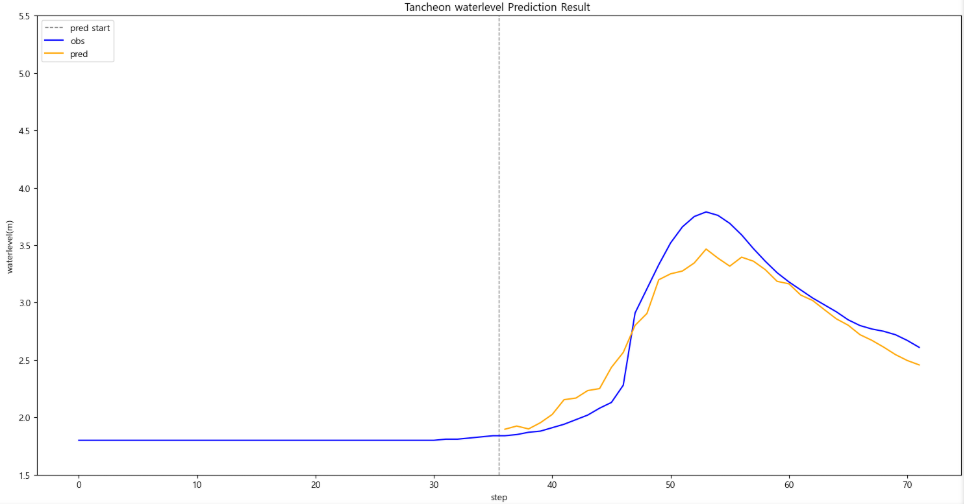 Tancheon waterlevel Prediction Result
pred start
obs
pred
5.5
5.0
4.5
4.0
3.5
3.0
2.5
2.0
1.5
waterlevel(m)
0 10 20 30 40 50 60 70
step